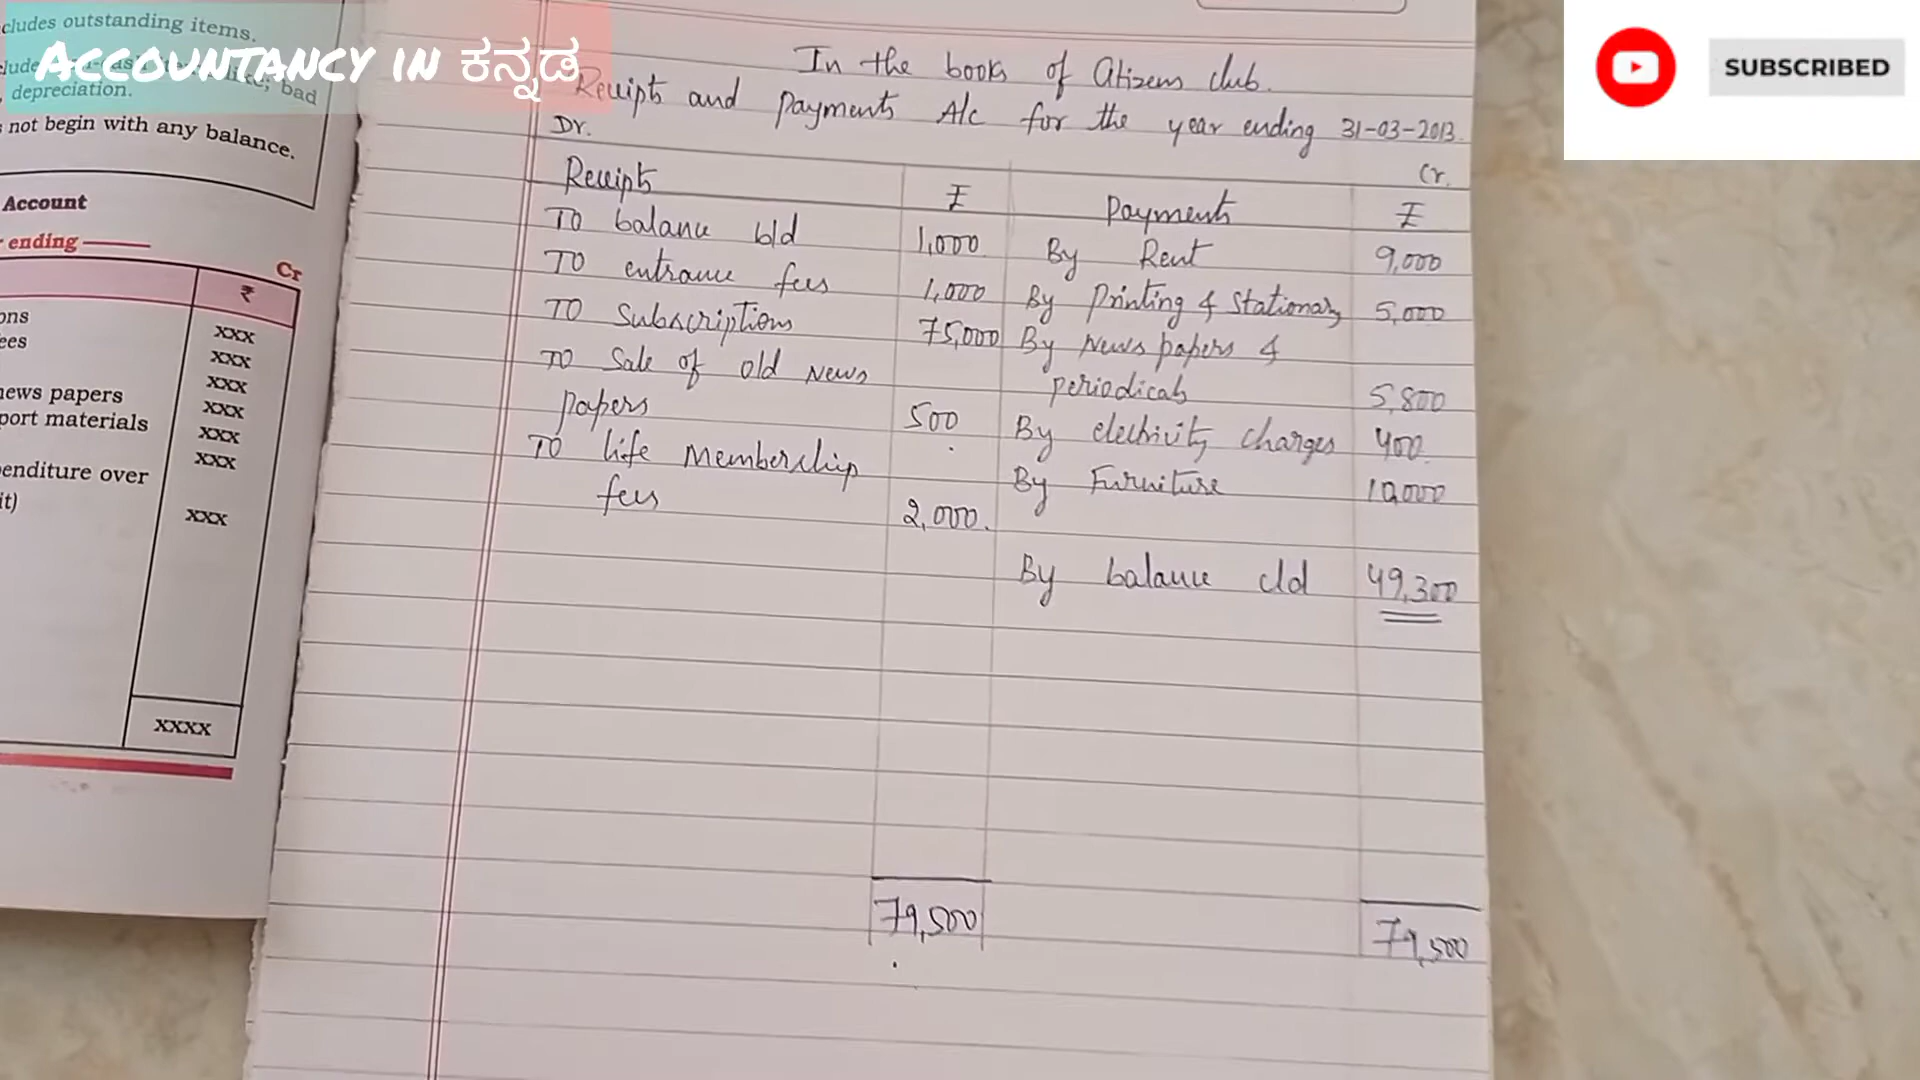 cludes outstanding items.
depreciation.
not begin with any balance.
Account
ending
Cr
₹
ons
xxx
ees
xxx
xxx
news papers
xxx
port materials
xxx
xxx
penditure over
it)
xxx
xxxx
ACCOUNTANCY IN ಕನ್ನಡ
SUBSCRIBED
In the books of Citizens club.
Receipts and payments A/c for the year ending 31-03-2013.
Dr. Cr.
Receipts ₹ Payments ₹
TO balance b/d 1,000 By Rent 9,000
TO entrance fees 1,000 By Printing & Stationary 5,000
TO Subscriptions 75,000 By News papers &
periodicals 5,800
TO Sale of old News
papers 500 By electricity charges 400
TO life Membership By Furniture 10,000
fees 2,000.
By balance c/d 49,300
79,500 79,500